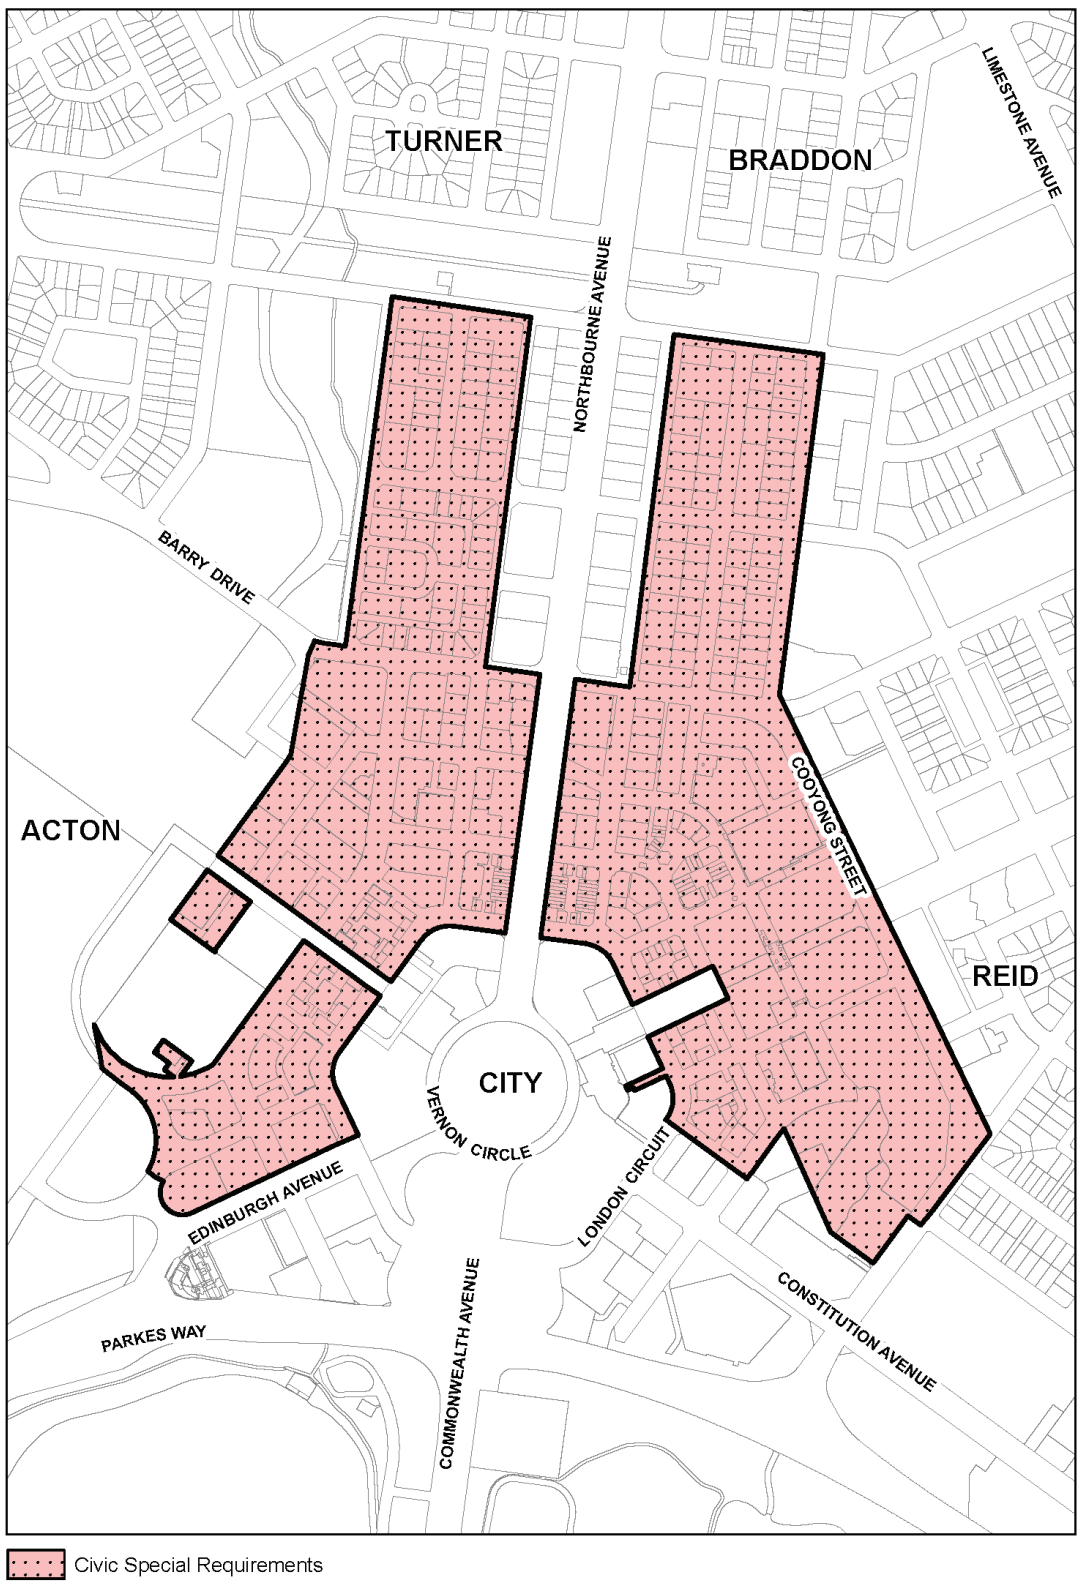 LIMESTONE AVENUE
TURNER
BRADDON
NORTHBOURNE AVENUE
BARRY DRIVE
COOYONG STREET
ACTON
REID
CITY
VERNON CIRCLE
LONDON CIRCUIT
EDINBURGH AVENUE
CONSTITUTION AVENUE
COMMONWEALTH AVENUE
PARKES WAY
Civic Special Requirements